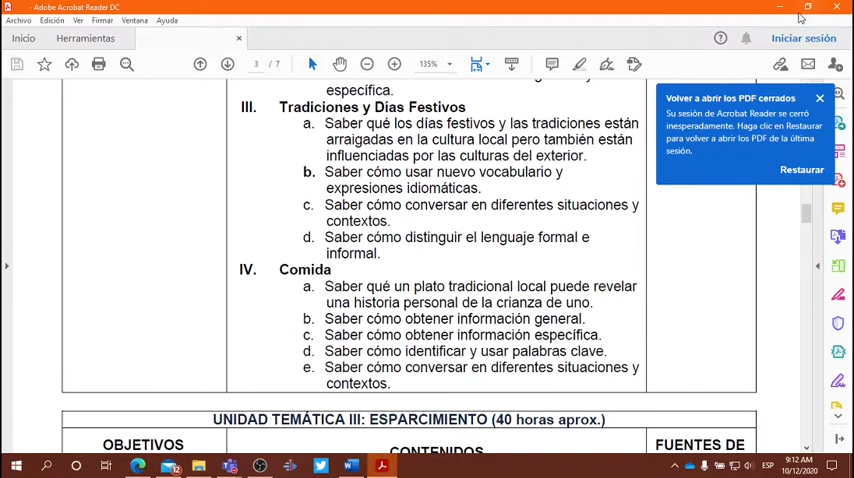 - Adobe Acrobat Reader DC
Archivo Edición Ver Firmar Ventana Ayuda
Inicio Herramientas × Iniciar sesión
3 / 7 135%
específica.
III. Tradiciones y Días Festivos
a. Saber qué los días festivos y las tradiciones están
arraigadas en la cultura local pero también están
influenciadas por las culturas del exterior.
b. Saber cómo usar nuevo vocabulario y
expresiones idiomáticas.
c. Saber cómo conversar en diferentes situaciones y
contextos.
d. Saber cómo distinguir el lenguaje formal e
informal.
IV. Comida
a. Saber qué un plato tradicional local puede revelar
una historia personal de la crianza de uno.
b. Saber cómo obtener información general.
c. Saber cómo obtener información específica.
d. Saber cómo identificar y usar palabras clave.
e. Saber cómo conversar en diferentes situaciones y
contextos.
UNIDAD TEMÁTICA III: ESPARCIMIENTO (40 horas aprox.)
OBJETIVOS CONTENIDOS FUENTES DE
Volver a abrir los PDF cerrados
Su sesión de Acrobat Reader se cerró
inesperadamente. Haga clic en Restaurar
para volver a abrir los PDF de la última
sesión.
Restaurar
12
ESP
9:12 AM
10/12/2020